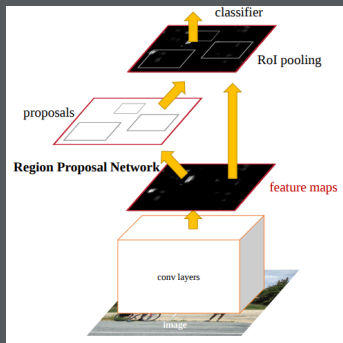 classifier
RoI pooling
proposals
Region Proposal Network
feature maps
conv layers
image